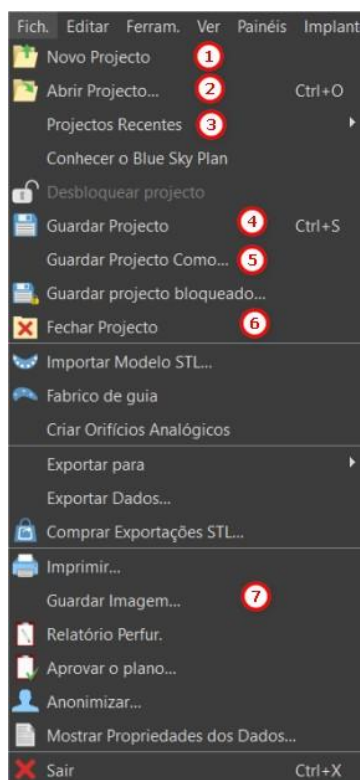 Fich. Editar Ferram. Ver Painéis Implant
Novo Projecto 1
Abrir Projecto... 2 Ctrl+O
Projectos Recentes 3
Conhecer o Blue Sky Plan
Desbloquear projecto
Guardar Projecto 4 Ctrl+S
Guardar Projecto Como... 5
Guardar projecto bloqueado...
Fechar Projecto 6
Importar Modelo STL...
Fabrico de guia
Criar Orifícios Analógicos
Exportar para
Exportar Dados...
Comprar Exportações STL...
Imprimir...
Guardar Imagem... 7
Relatório Perfur.
Aprovar o plano...
Anonimizar...
Mostrar Propriedades dos Dados...
Sair Ctrl+X